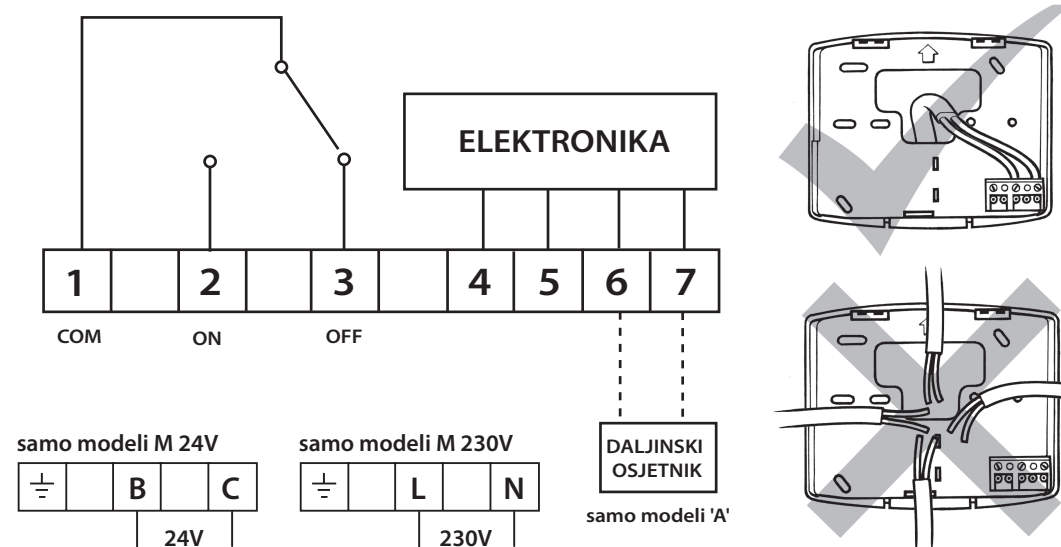 ELEKTRONIKA
1 2 3 4 5 6 7
COM ON OFF
DALJINSKI
OSJETNIK
samo modeli 'A'
samo modeli M 24V
B C
24V
samo modeli M 230V
L N
230V